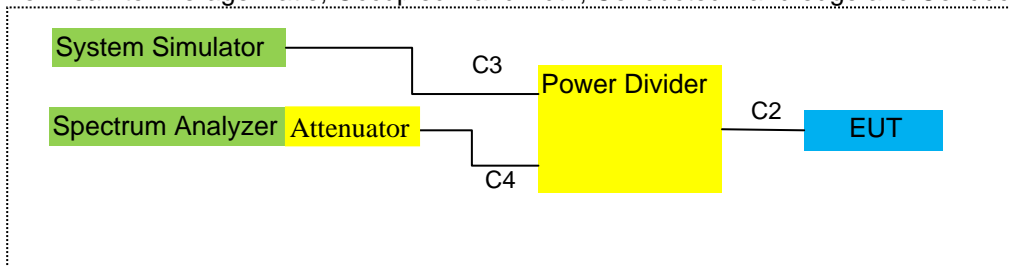 System Simulator
C3
Power Divider
Spectrum Analyzer Attenuator
C2
EUT
C4